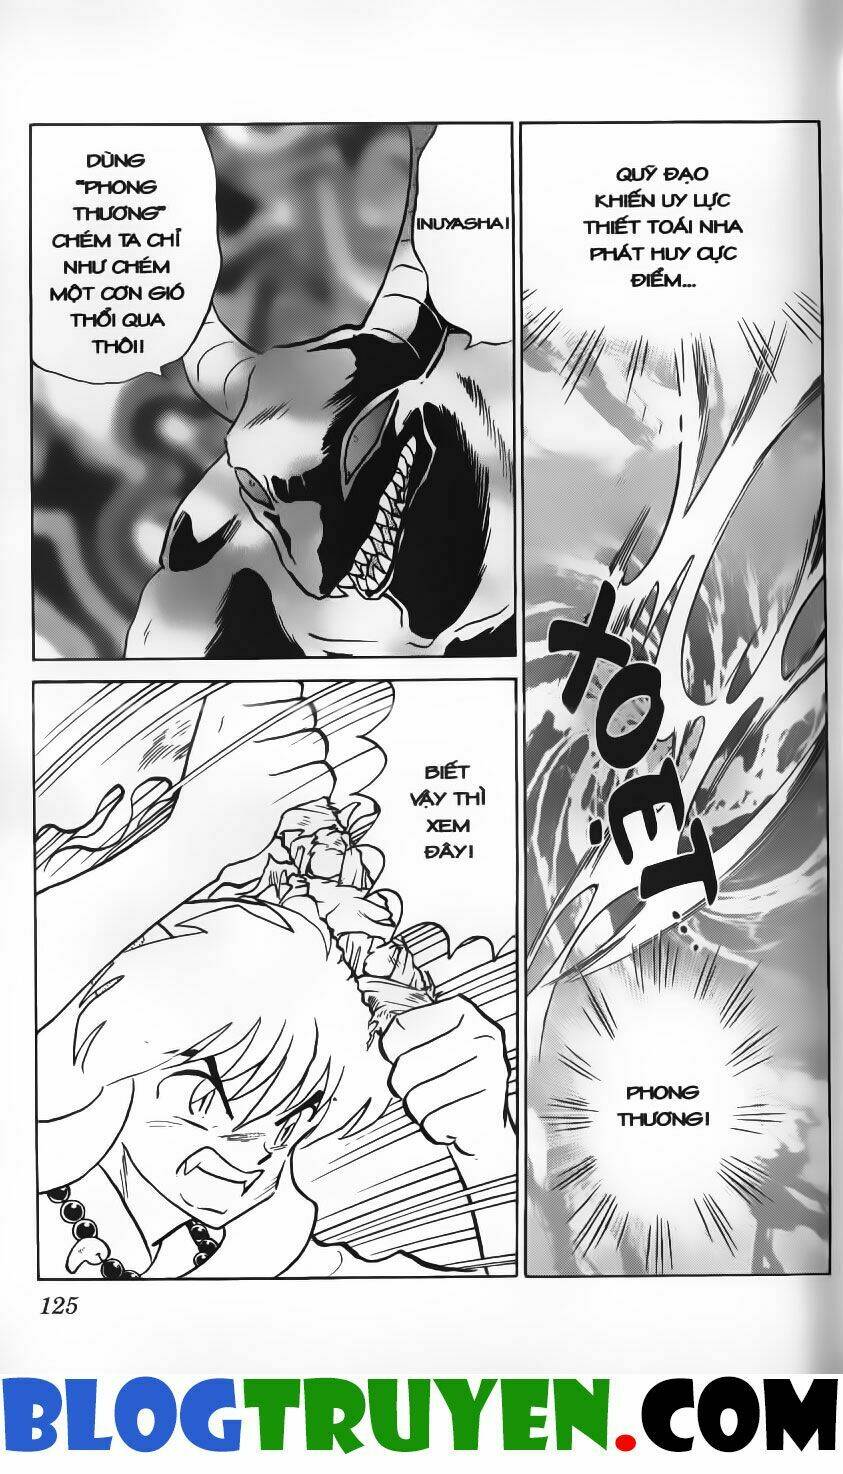 QUỸ ĐẠO
KHIẾN UY LỰC
THIẾT TOÁI NHA
PHÁT HUY CỰC
ĐIỂM...
XOẸT...
PHONG
THƯƠNG!
INUYASHA!
DÙNG
"PHONG
THƯƠNG"
CHÉM TA CHỈ
NHƯ CHÉM
MỘT CƠN GIÓ
THỔI QUA
THÔI!
BIẾT
VẬY THÌ
XEM
ĐÂY!
125
BLOGTRUYEN.COM